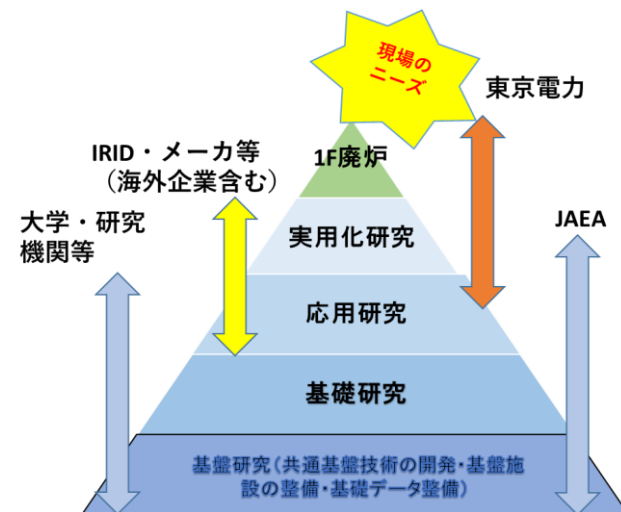 現場の
ニーズ
東京電力
1F廃炉
IRID・メーカ等
（海外企業含む）
大学・研究
機関等
JAEA
実用化研究
応用研究
基礎研究
基盤研究（共通基盤技術の開発・基盤施
設の整備・基礎データ整備）